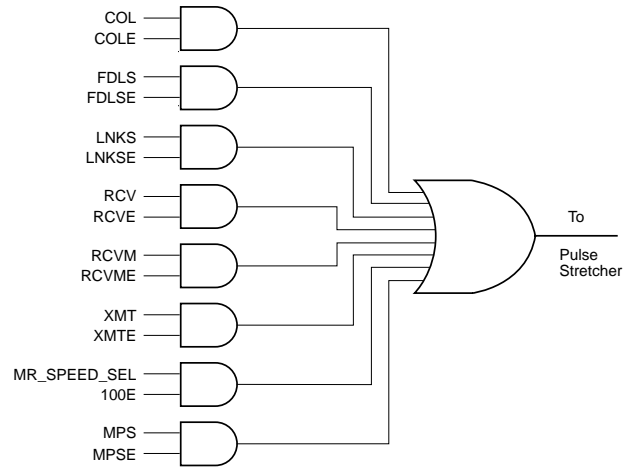 COL
COLE
FDLS
FDLSE
LNKS
LNKSE
RCV
RCVE
RCVM
RCVME
XMT
XMTE
MR_SPEED_SEL
100E
MPS
MPSE
To
Pulse
Stretcher